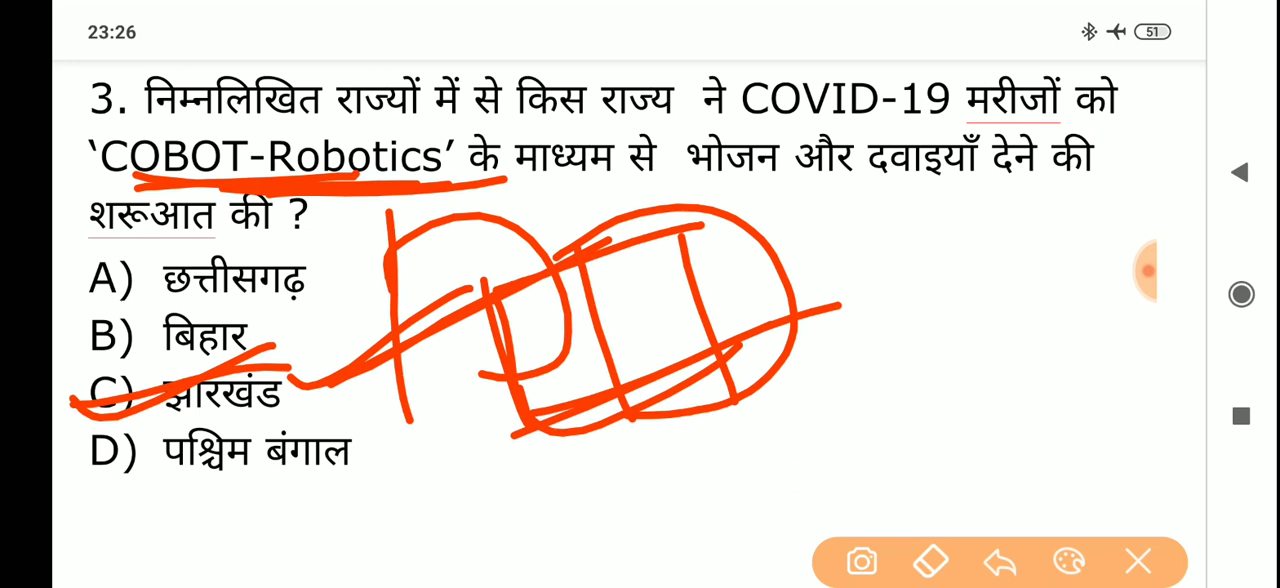 23:26
51
3. निम्नलिखित राज्यों में से किस राज्य ने COVID-19 मरीजों को
‘COBOT-Robotics’ के माध्यम से भोजन और दवाइयाँ देने की
शरूआत की ?
A) छत्तीसगढ़
B) बिहार
C) झारखंड
D) पश्चिम बंगाल